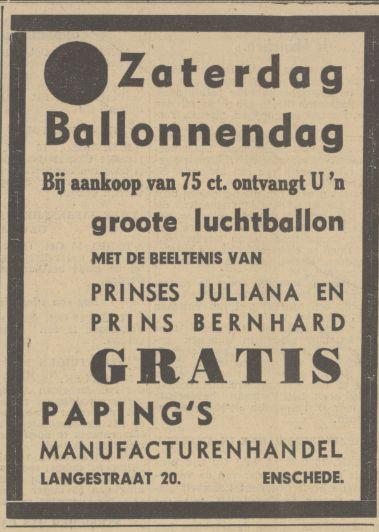 Zaterdag
Ballonnendag
Bij aankoop van 75 ct. ontvangt U 'n
groote luchtballon
MET DE BEELTENIS VAN
PRINSES JULIANA EN
PRINS BERNHARD
GRATIS
PAPING'S
MANUFACTURENHANDEL
LANGESTRAAT 20. ENSCHEDE.